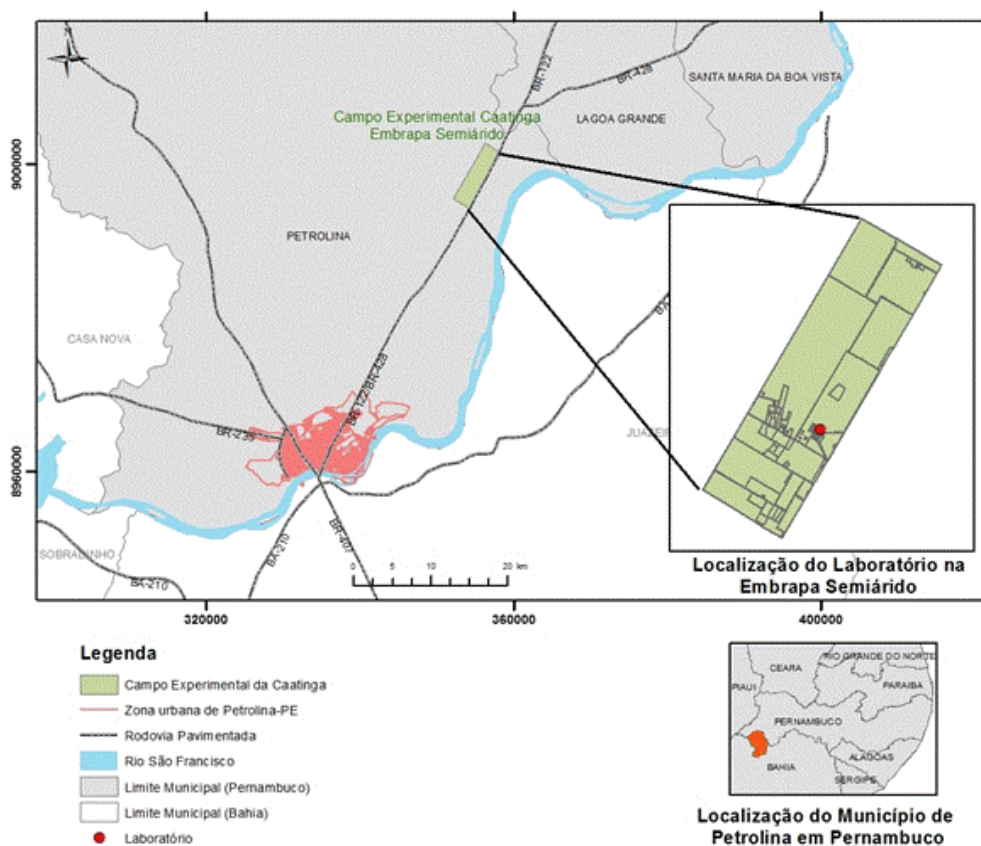 BR-122
BR-428
SANTA MARIA DA BOA VISTA
LAGOA GRANDE
Campo Experimental Caatinga
Embrapa Semiárido
9000000
PETROLINA
CASA NOVA
BR-122/BR-428
BR-235
JUAZEI
8960000
SOBRADINHO
BA-210
BA-210
BR-407
0 10 20 km
Localização do Laboratório na
Embrapa Semiárido
320000 360000 400000
Legenda
Campo Experimental da Caatinga
Zona urbana de Petrolina-PE
Rodovia Pavimentada
Rio São Francisco
Limite Municipal (Pernambuco)
Limite Municipal (Bahia)
Laboratório
RIO GRANDE DO NORTE
CEARA
PIAUI
PARAIBA
PERNAMBUCO
ALAGOAS
BAHIA
SERGIPE
Localização do Município de
Petrolina em Pernambuco